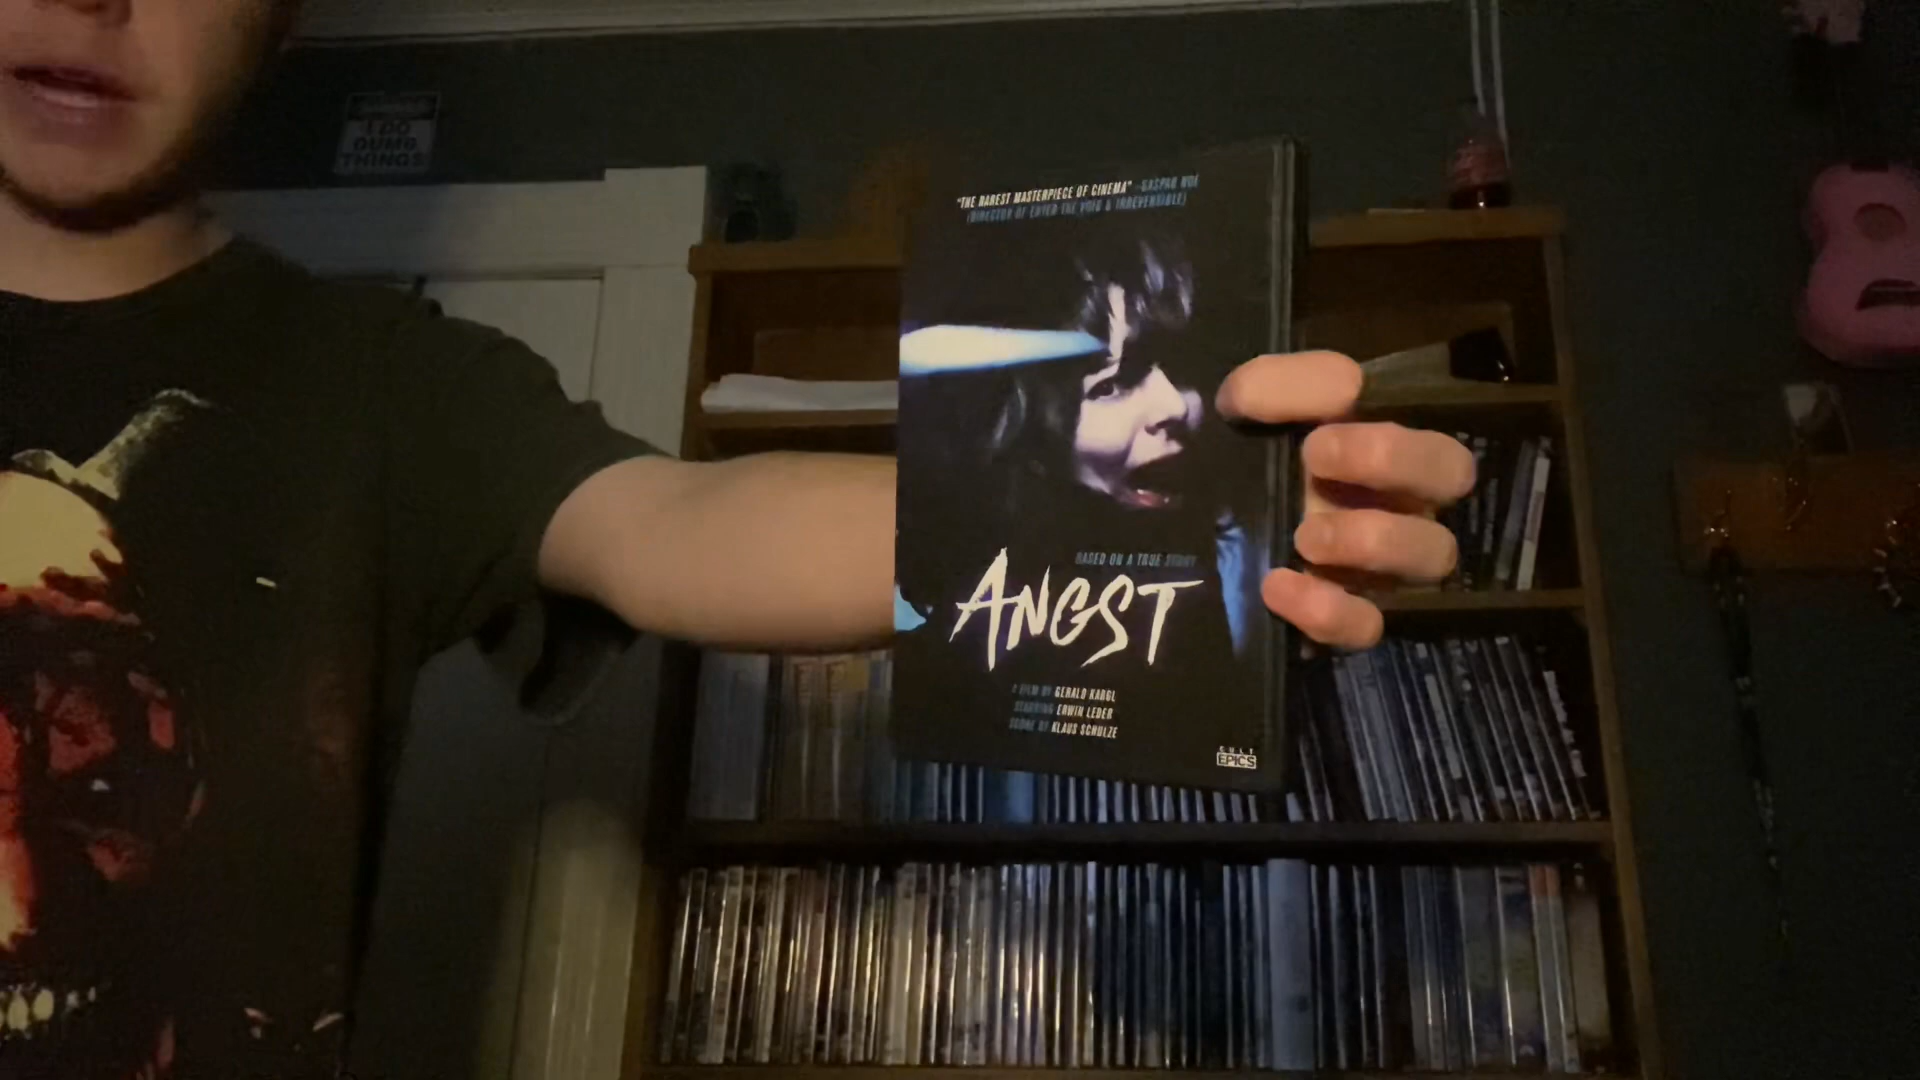 I DO
DUMB
THINGS
"THE RAREST MASTERPIECE OF CINEMA" -GASPAR NOÉ
(DIRECTOR OF ENTER THE VOID & IRREVERSIBLE)
BASED ON A TRUE STORY
ANGST
A FILM BY GERALD KARGL
STARRING ERWIN LEDER
SCORE BY KLAUS SCHULZE
CULT
EPICS